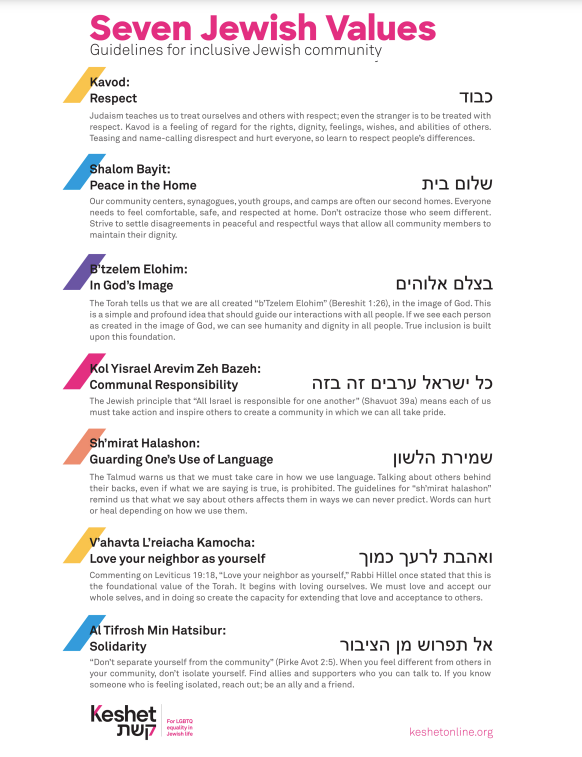 Seven Jewish Values
Guidelines for inclusive Jewish community
Kavod:
Respect
כבוד
Judaism teaches us to treat ourselves and others with respect; even the stranger is to be treated with
respect. Kavod is a feeling of regard for the rights, dignity, feelings, wishes, and abilities of others.
Teasing and name-calling disrespect and hurt everyone, so learn to respect people's differences.
Shalom Bayit:
Peace in the Home
שלום בית
Our community centers, synagogues, youth groups, and camps are often our second homes. Everyone
needs to feel comfortable, safe, and respected at home. Don't ostracize those who seem different.
Strive to settle disagreements in peaceful and respectful ways that allow all community members to
maintain their dignity.
B'tzelem Elohim:
In God's Image
בצלם אלוהים
The Torah tells us that we are all created "b'Tzelem Elohim" (Bereshit 1:26), in the image of God. This
is a simple and profound idea that should guide our interactions with all people. If we see each person
as created in the image of God, we can see humanity and dignity in all people. True inclusion is built
upon this foundation.
Kol Yisrael Arevim Zeh Bazeh:
Communal Responsibility
כל ישראל ערבים זה בזה
The Jewish principle that "All Israel is responsible for one another" (Shavuot 39a) means each of us
must take action and inspire others to create a community in which we can all take pride.
Sh'mirat Halashon:
Guarding One's Use of Language
שמירת הלשון
The Talmud warns us that we must take care in how we use language. Talking about others behind
their backs, even if what we are saying is true, is prohibited. The guidelines for "sh'mirat halashon"
remind us that what we say about others affects them in ways we can never predict. Words can hurt
or heal depending on how we use them.
V'ahavta L'reiacha Kamocha:
Love your neighbor as yourself
ואהבת לרעך כמוך
Commenting on Leviticus 19:18, "Love your neighbor as yourself," Rabbi Hillel once stated that this is
the foundational value of the Torah. It begins with loving ourselves. We must love and accept our
whole selves, and in doing so create the capacity for extending that love and acceptance to others.
Al Tifrosh Min Hatsibur:
Solidarity
אל תפרוש מן הציבור
"Don't separate yourself from the community" (Pirke Avot 2:5). When you feel different from others in
your community, don't isolate yourself. Find allies and supporters who you can talk to. If you know
someone who is feeling isolated, reach out; be an ally and a friend.
Keshet
קשת
For LGBTQ
equality in
Jewish life
keshetonline.org